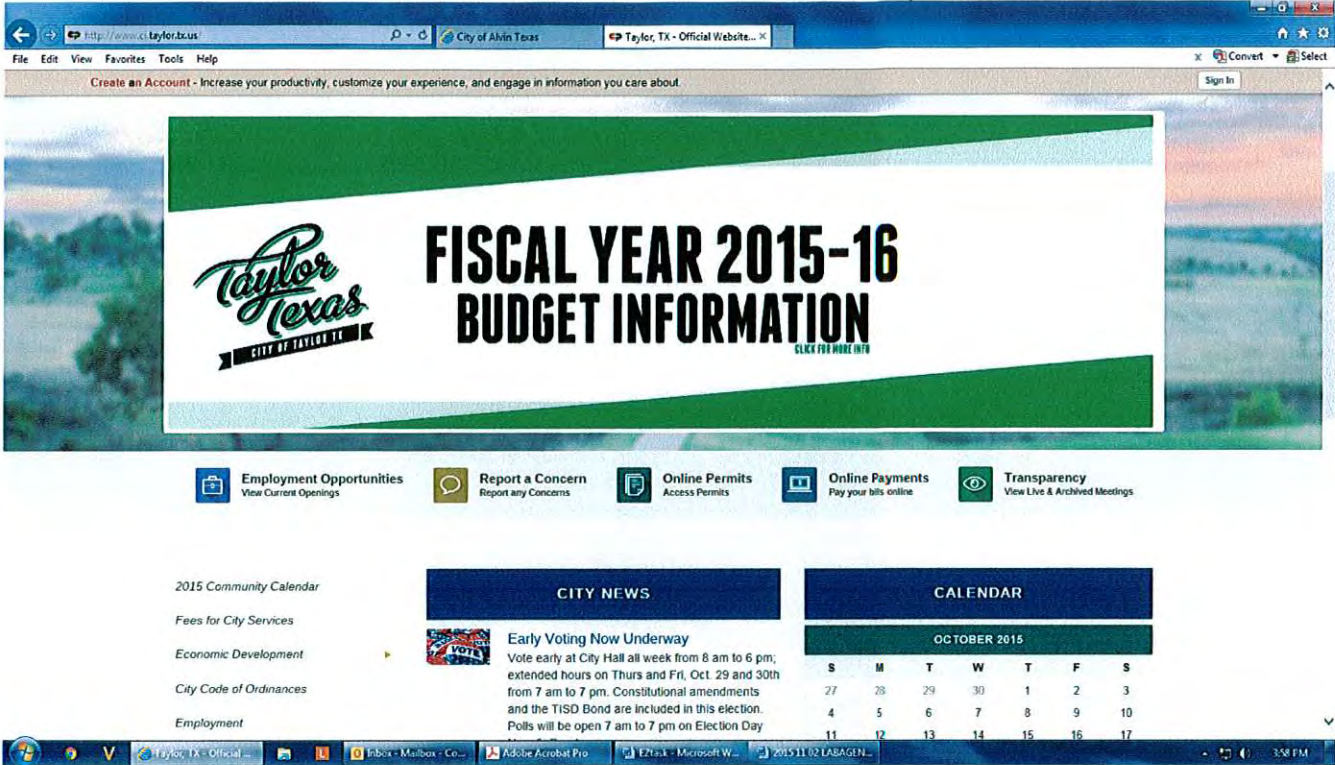 http://www.ci.taylor.tx.us/
City of Alvin Texas
Taylor, TX - Official Website...
File Edit View Favorites Tools Help
Convert
Select
Create an Account - Increase your productivity, customize your experience, and engage in information you care about.
Sign In
Taylor
Texas
CITY OF TAYLOR TX
FISCAL YEAR 2015-16
BUDGET INFORMATION
CLICK FOR MORE INFO
Employment Opportunities
View Current Openings
Report a Concern
Report any Concerns
Online Permits
Access Permits
Online Payments
Pay your bills online
Transparency
View Live & Archived Meetings
2015 Community Calendar
Fees for City Services
Economic Development
City Code of Ordinances
Employment
CITY NEWS
VOTE
Early Voting Now Underway
Vote early at City Hall all week from 8 am to 6 pm;
extended hours on Thurs and Fri, Oct. 29 and 30th
from 7 am to 7 pm. Constitutional amendments
and the TISD Bond are included in this election.
Polls will be open 7 am to 7 pm on Election Day
CALENDAR
OCTOBER 2015
S M T W T F S
27 28 29 30 1 2 3
4 5 6 7 8 9 10
11 12 13 14 15 16 17
Taylor, TX - Official ...
Inbox - Mailbox - Co...
Adobe Acrobat Pro
EZtask - Microsoft W...
2015 11 02 LABAGEN...
3:58 PM